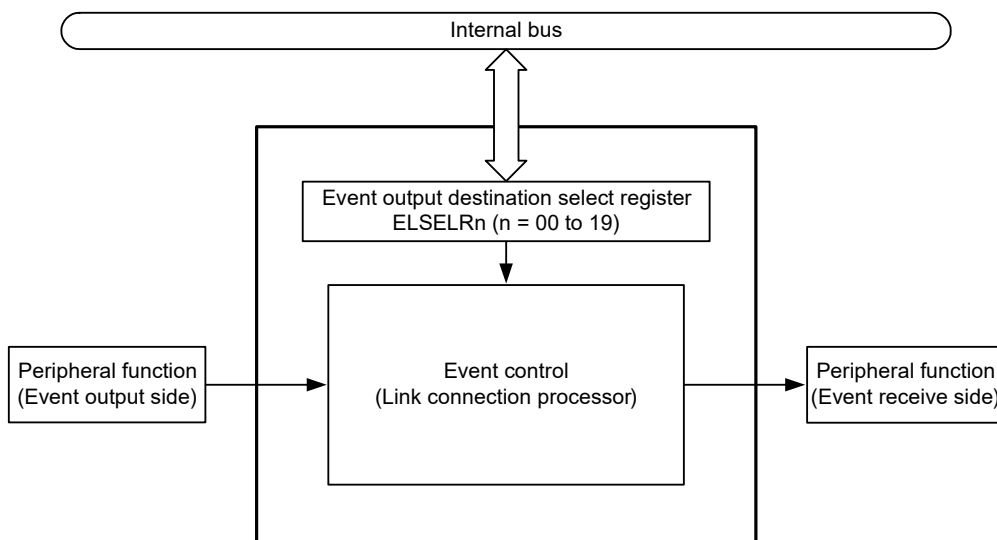 Internal bus
Event output destination select register
ELSELRn (n = 00 to 19)
Event control
(Link connection processor)
Peripheral function
(Event output side)
Peripheral function
(Event receive side)